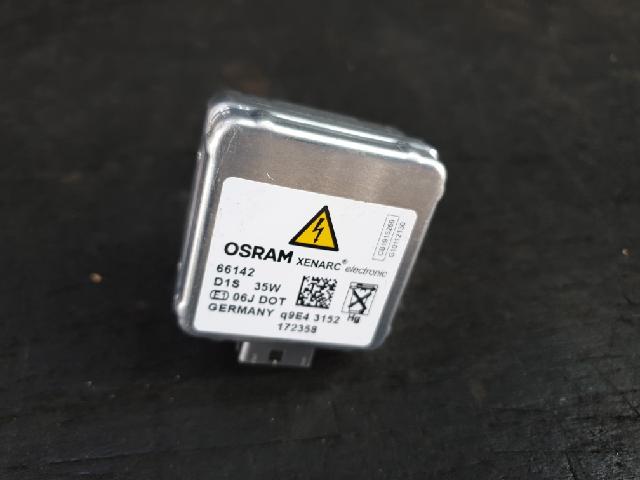 OSRAM XENARC® electronic
66142
D1S 35W
06J DOT
GERMANY q9E4 3152
172358
Hg